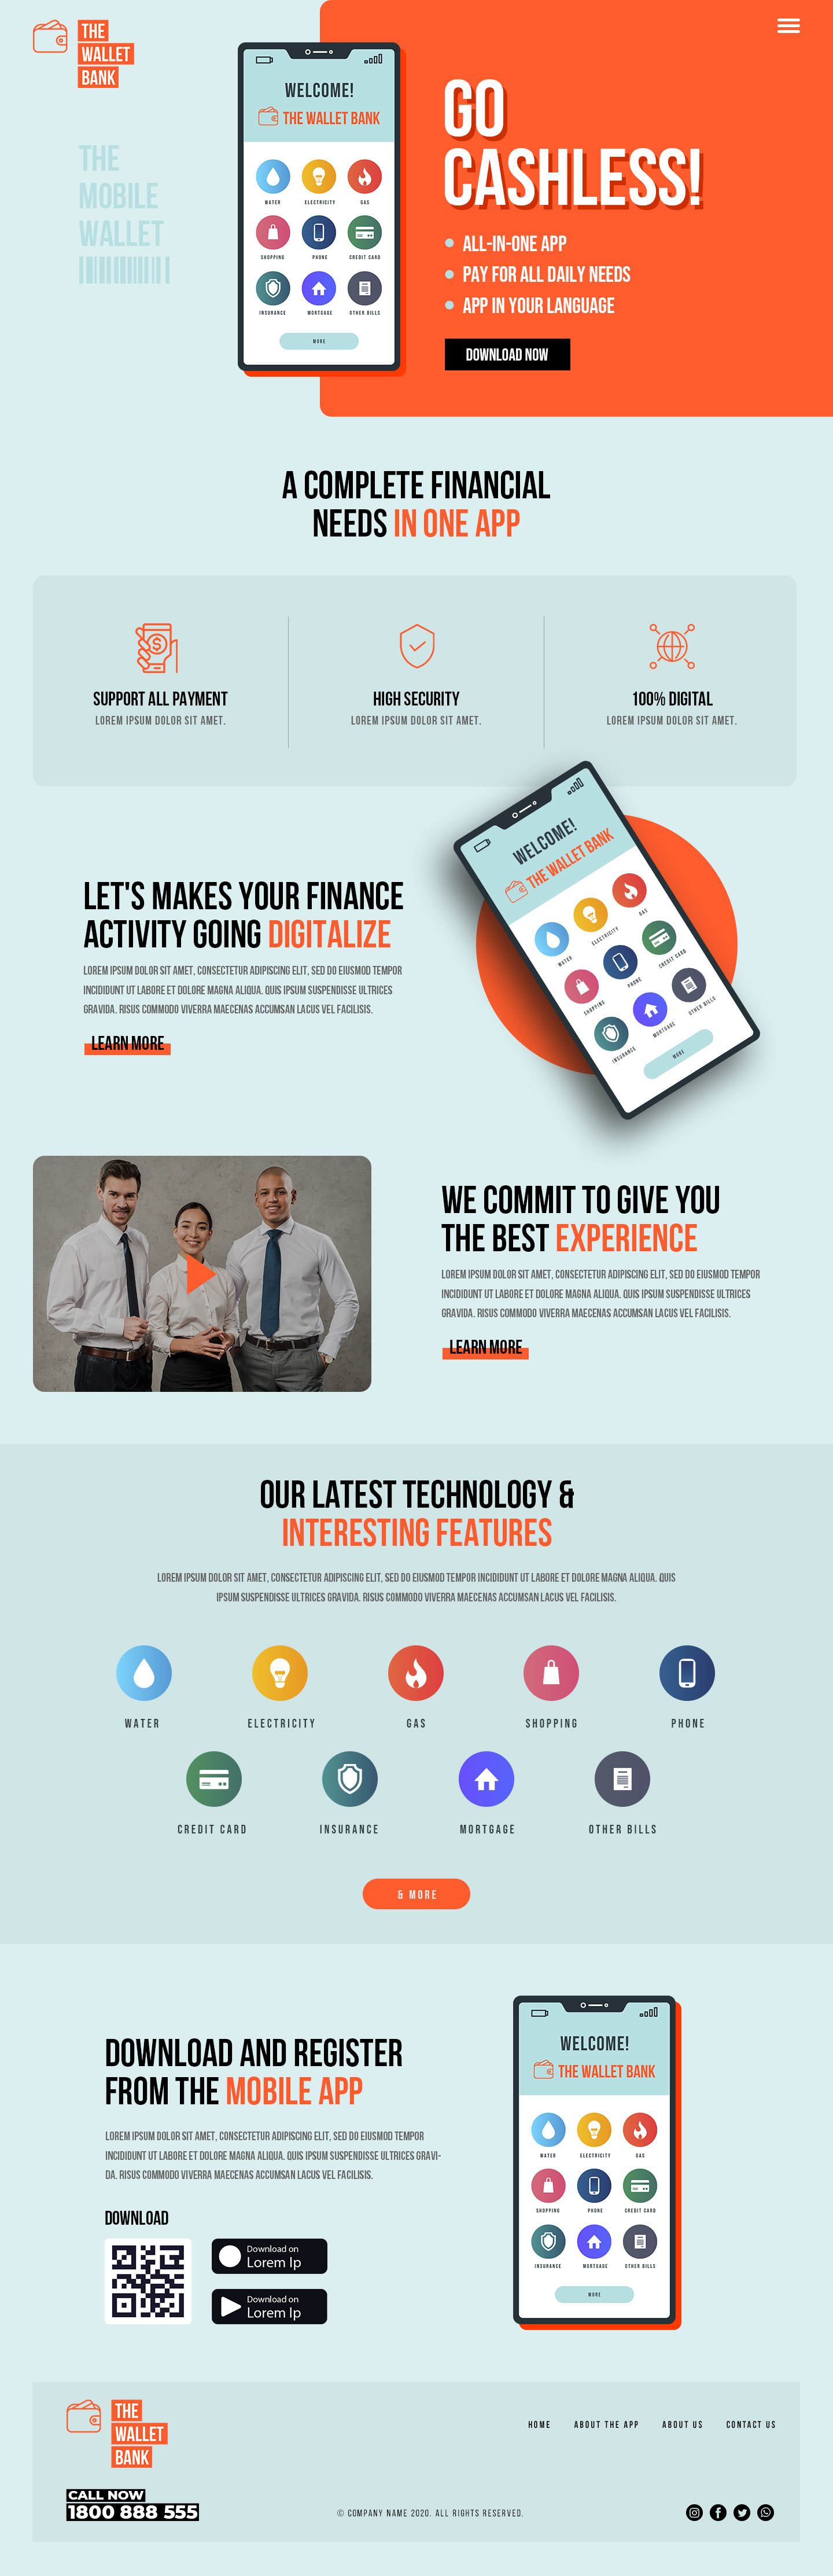 THE
WALLET
BANK
THE
MOBILE
WALLET
WELCOME!
THE WALLET BANK
WATER
ELECTRICITY
GAS
SHOPPING
PHONE
CREDIT CARD
INSURANCE
MORTGAGE
OTHER BILLS
MORE
GO
CASHLESS!
ALL-IN-ONE APP
PAY FOR ALL DAILY NEEDS
APP IN YOUR LANGUAGE
DOWNLOAD NOW
A COMPLETE FINANCIAL
NEEDS IN ONE APP
SUPPORT ALL PAYMENT
LOREM IPSUM DOLOR SIT AMET.
HIGH SECURITY
LOREM IPSUM DOLOR SIT AMET.
100% DIGITAL
LOREM IPSUM DOLOR SIT AMET.
LET'S MAKES YOUR FINANCE
ACTIVITY GOING DIGITALIZE
LOREM IPSUM DOLOR SIT AMET, CONSECTETUR ADIPISCING ELIT, SED DO EIUSMOD TEMPOR
INCIDIDUNT UT LABORE ET DOLORE MAGNA ALIQUA. QUIS IPSUM SUSPENDISSE ULTRICES
GRAVIDA. RISUS COMMODO VIVERRA MAECENAS ACCUMSAN LACUS VEL FACILISIS.
LEARN MORE
WELCOME!
THE WALLET BANK
WATER
ELECTRICITY
GAS
SHOPPING
PHONE
CREDIT CARD
INSURANCE
MORTGAGE
OTHER BILLS
MORE
WE COMMIT TO GIVE YOU
THE BEST EXPERIENCE
LOREM IPSUM DOLOR SIT AMET, CONSECTETUR ADIPISCING ELIT, SED DO EIUSMOD TEMPOR
INCIDIDUNT UT LABORE ET DOLORE MAGNA ALIQUA. QUIS IPSUM SUSPENDISSE ULTRICES
GRAVIDA. RISUS COMMODO VIVERRA MAECENAS ACCUMSAN LACUS VEL FACILISIS.
LEARN MORE
OUR LATEST TECHNOLOGY &
INTERESTING FEATURES
LOREM IPSUM DOLOR SIT AMET, CONSECTETUR ADIPISCING ELIT, SED DO EIUSMOD TEMPOR INCIDIDUNT UT LABORE ET DOLORE MAGNA ALIQUA. QUIS
IPSUM SUSPENDISSE ULTRICES GRAVIDA. RISUS COMMODO VIVERRA MAECENAS ACCUMSAN LACUS VEL FACILISIS.
WATER
ELECTRICITY
GAS
SHOPPING
PHONE
CREDIT CARD
INSURANCE
MORTGAGE
OTHER BILLS
& MORE
DOWNLOAD AND REGISTER
FROM THE MOBILE APP
LOREM IPSUM DOLOR SIT AMET, CONSECTETUR ADIPISCING ELIT, SED DO EIUSMOD TEMPOR
INCIDIDUNT UT LABORE ET DOLORE MAGNA ALIQUA. QUIS IPSUM SUSPENDISSE ULTRICES GRAVI-
DA. RISUS COMMODO VIVERRA MAECENAS ACCUMSAN LACUS VEL FACILISIS.
DOWNLOAD
Download on
Lorem Ip
Download on
Lorem Ip
WELCOME!
THE WALLET BANK
WATER
ELECTRICITY
GAS
SHOPPING
PHONE
CREDIT CARD
INSURANCE
MORTGAGE
OTHER BILLS
MORE
THE
WALLET
BANK
HOME
ABOUT THE APP
ABOUT US
CONTACT US
CALL NOW
1800 888 555
© COMPANY NAME 2020. ALL RIGHTS RESERVED.